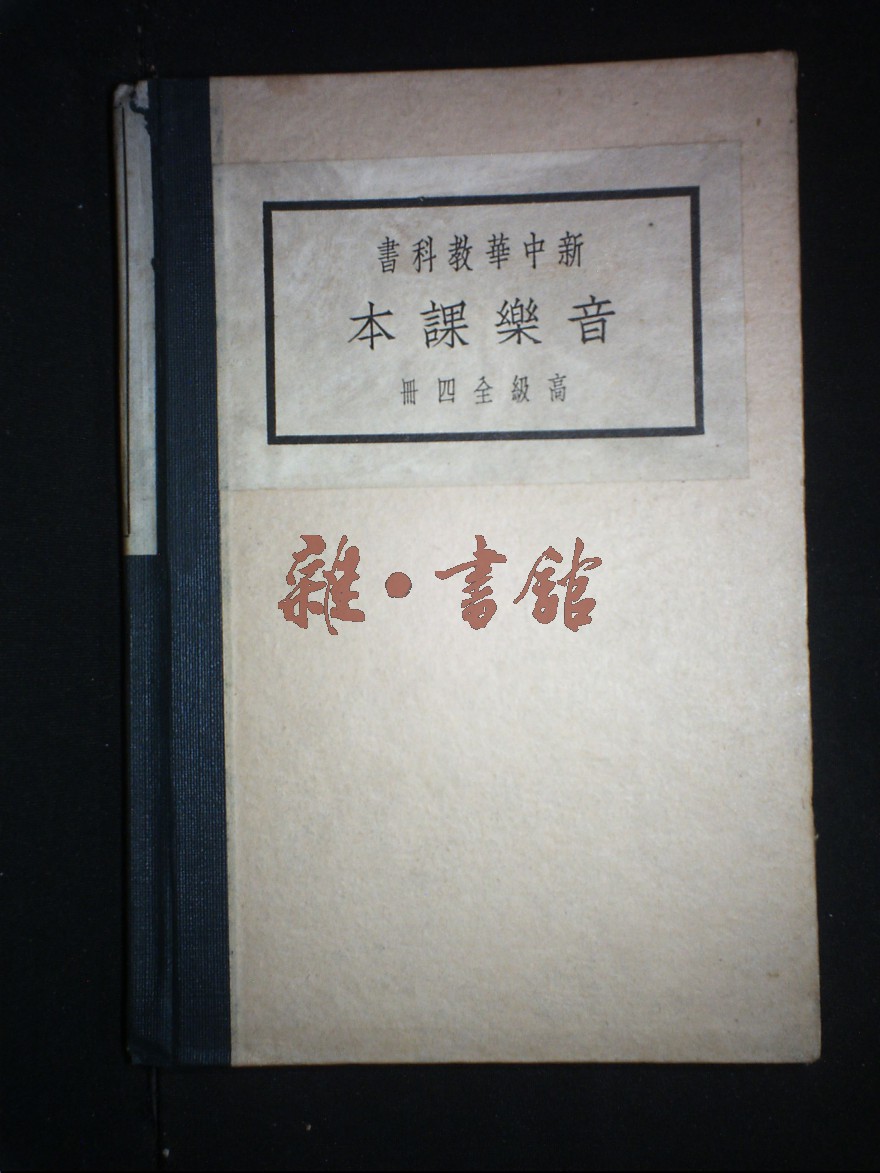 新中華教科書
音樂課本
高級全四冊
雜·書館